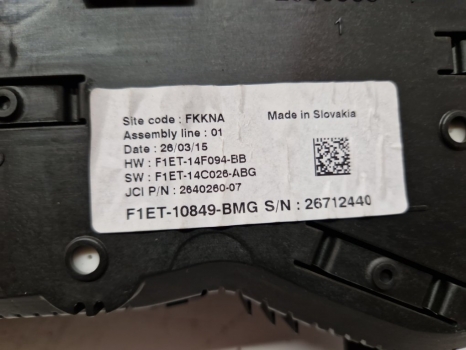 1
Site code : FKKNA
Made in Slovakia
Assembly line : 01
Date : 26/03/15
HW : F1ET-14F094-BB
SW : F1ET-14C026-ABG
JCI P/N : 2640260-07
F1ET-10849-BMG S/N : 26712440